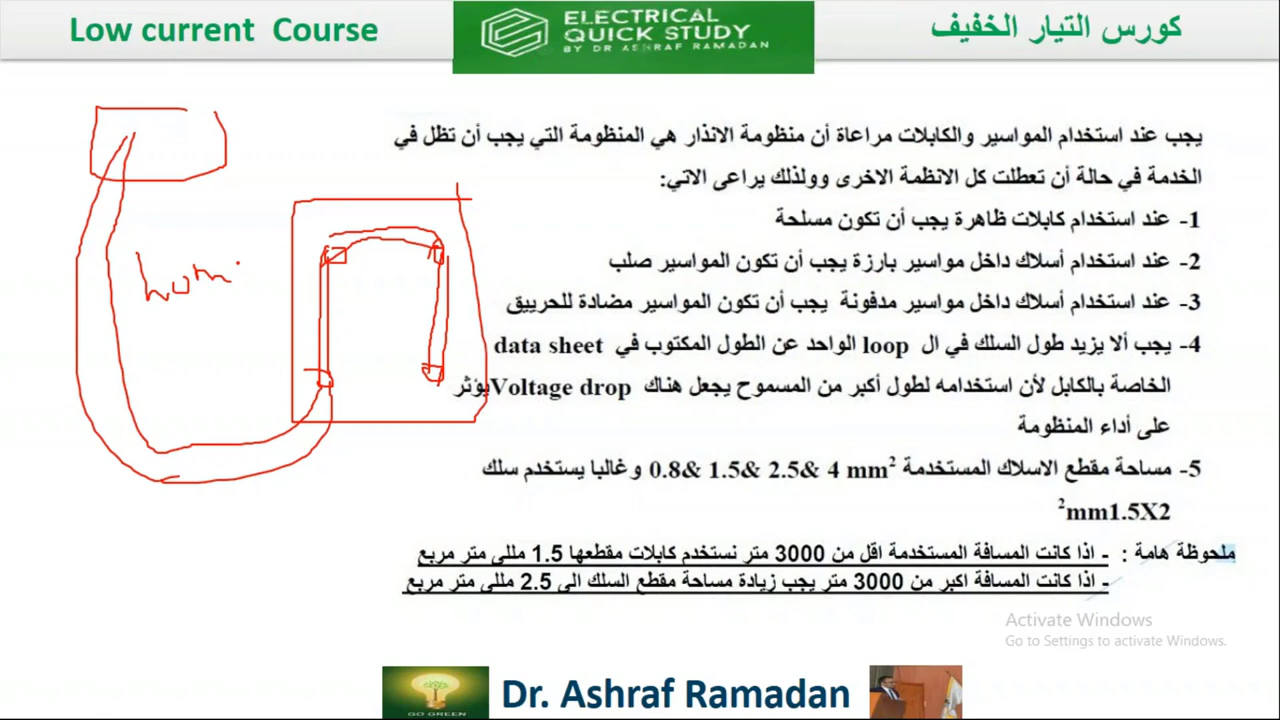 Low current Course
ELECTRICAL
QUICK STUDY
BY DR ASHRAF RAMADAN
كورس التيار الخفيف
يجب عند استخدام المواسير والكابلات مراعاة أن منظومة الانذار هي المنظومة التي يجب أن تظل في
الخدمة في حالة أن تعطلت كل الانظمة الاخرى وولذلك يراعى الاتي:
1- عند استخدام كابلات ظاهرة يجب أن تكون مسلحة
2- عند استخدام أسلاك داخل مواسير بارزة يجب أن تكون المواسير صلب
3- عند استخدام أسلاك داخل مواسير مدفونة يجب أن تكون المواسير مضادة للحرييق
4- يجب ألا يزيد طول السلك في ال loop الواحد عن الطول المكتوب في data sheet
الخاصة بالكابل لأن استخدامه لطول أكبر من المسموح يجعل هناك Voltage drop يؤثر
على أداء المنظومة
5- مساحة مقطع الاسلاك المستخدمة 0.8& 1.5& 2.5& 4 mm² وغالبا يستخدم سلك
mm1.5X2²
ملحوظة هامة : - اذا كانت المسافة المستخدمة اقل من 3000 متر نستخدم كابلات مقطعها 1.5 مللى متر مربع
- اذا كانت المسافة اكبر من 3000 متر يجب زيادة مساحة مقطع السلك الى 2.5 مللى متر مربع
Activate Windows
Go to Settings to activate Windows.
GO GREEN
Dr. Ashraf Ramadan